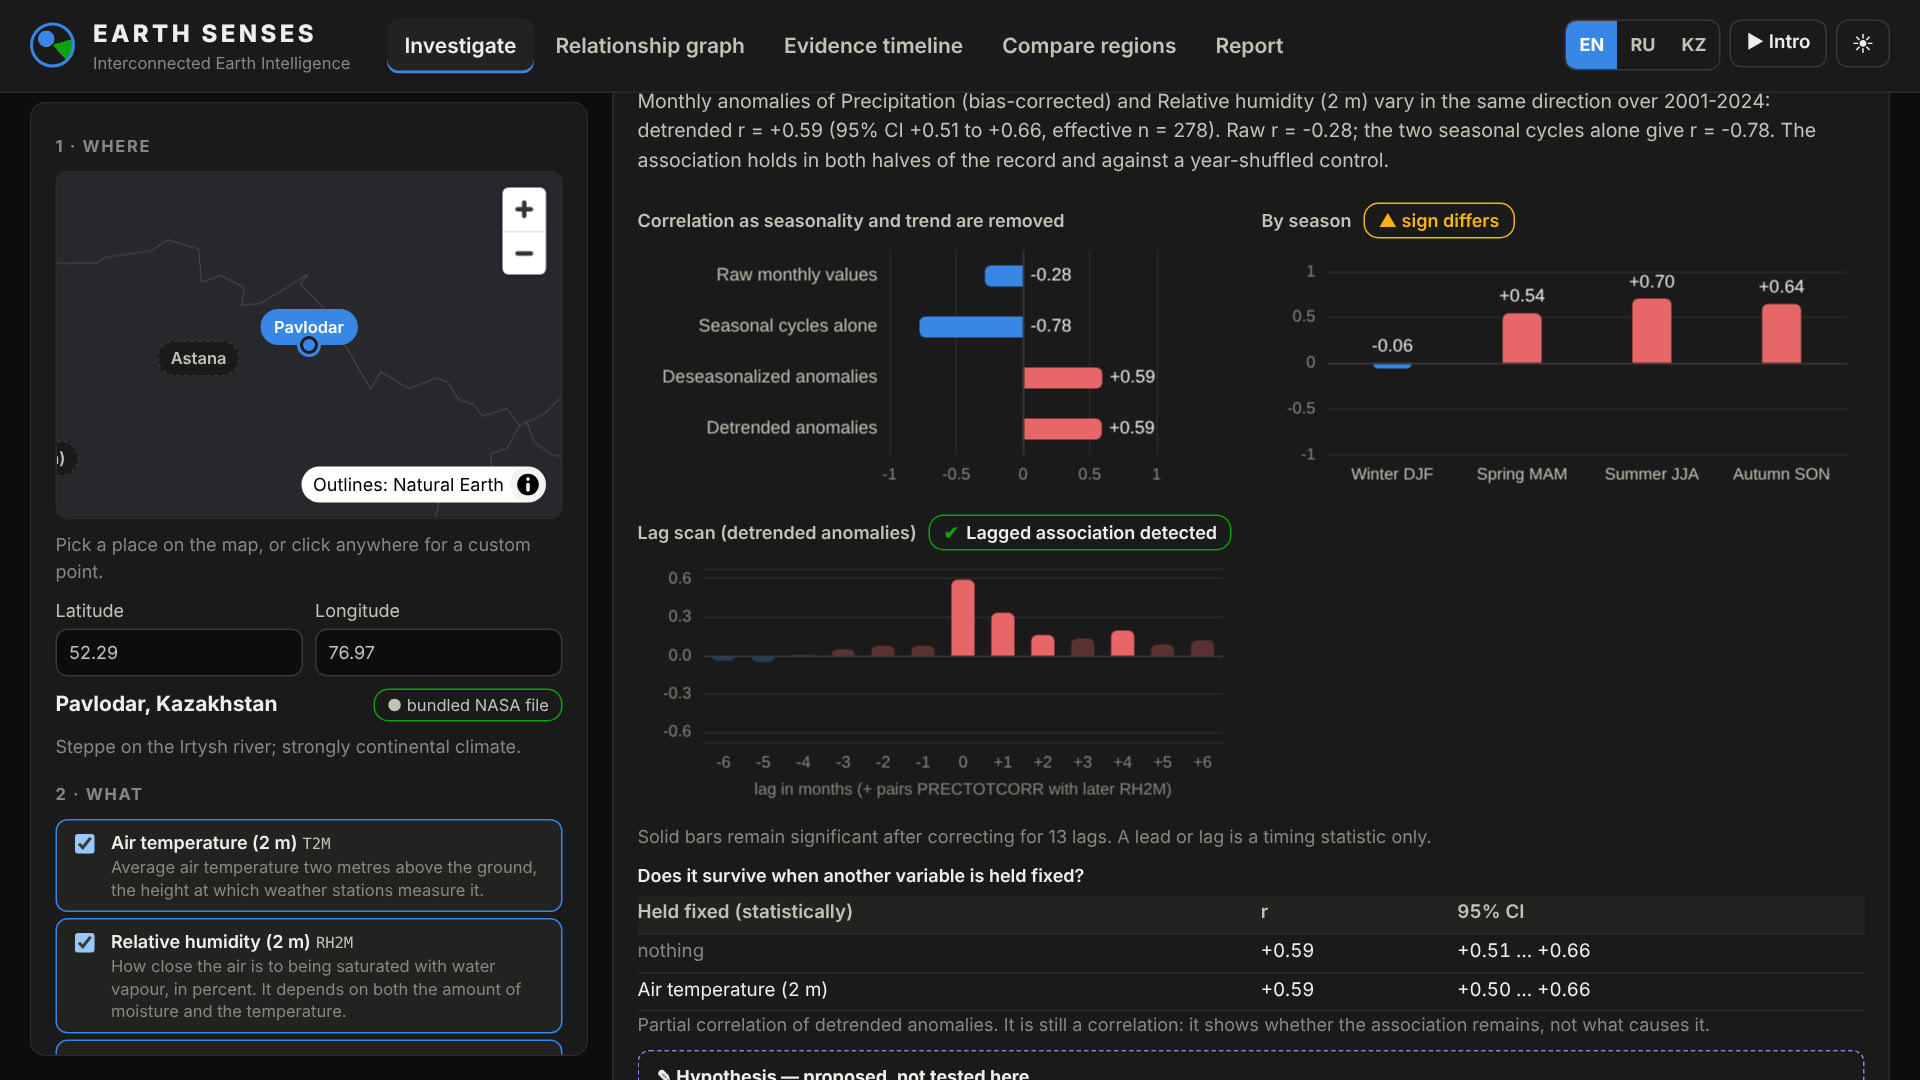 EARTH SENSES
Interconnected Earth Intelligence
Investigate
Relationship graph
Evidence timeline
Compare regions
Report
EN
RU
KZ
▶ Intro
1 · WHERE
+
−
Pavlodar
Astana
)
Outlines: Natural Earth
Pick a place on the map, or click anywhere for a custom
point.
Latitude
Longitude
52.29
76.97
Pavlodar, Kazakhstan
bundled NASA file
Steppe on the Irtysh river; strongly continental climate.
2 · WHAT
Air temperature (2 m) T2M
Average air temperature two metres above the ground,
the height at which weather stations measure it.
Relative humidity (2 m) RH2M
How close the air is to being saturated with water
vapour, in percent. It depends on both the amount of
moisture and the temperature.
Monthly anomalies of Precipitation (bias-corrected) and Relative humidity (2 m) vary in the same direction over 2001-2024:
detrended r = +0.59 (95% CI +0.51 to +0.66, effective n = 278). Raw r = -0.28; the two seasonal cycles alone give r = -0.78. The
association holds in both halves of the record and against a year-shuffled control.
Correlation as seasonality and trend are removed
Raw monthly values
-0.28
Seasonal cycles alone
-0.78
Deseasonalized anomalies
+0.59
Detrended anomalies
+0.59
-1 -0.5 0 0.5 1
By season
▲ sign differs
1
0.5
0
-0.5
-1
-0.06
+0.54
+0.70
+0.64
Winter DJF
Spring MAM
Summer JJA
Autumn SON
Lag scan (detrended anomalies)
✔ Lagged association detected
0.6
0.3
0.0
-0.3
-0.6
-6 -5 -4 -3 -2 -1 0 +1 +2 +3 +4 +5 +6
lag in months (+ pairs PRECTOTCORR with later RH2M)
Solid bars remain significant after correcting for 13 lags. A lead or lag is a timing statistic only.
Does it survive when another variable is held fixed?
Held fixed (statistically) r 95% CI
nothing +0.59 +0.51 ... +0.66
Air temperature (2 m) +0.59 +0.50 ... +0.66
Partial correlation of detrended anomalies. It is still a correlation: it shows whether the association remains, not what causes it.
✎ Hypothesis — proposed, not tested here